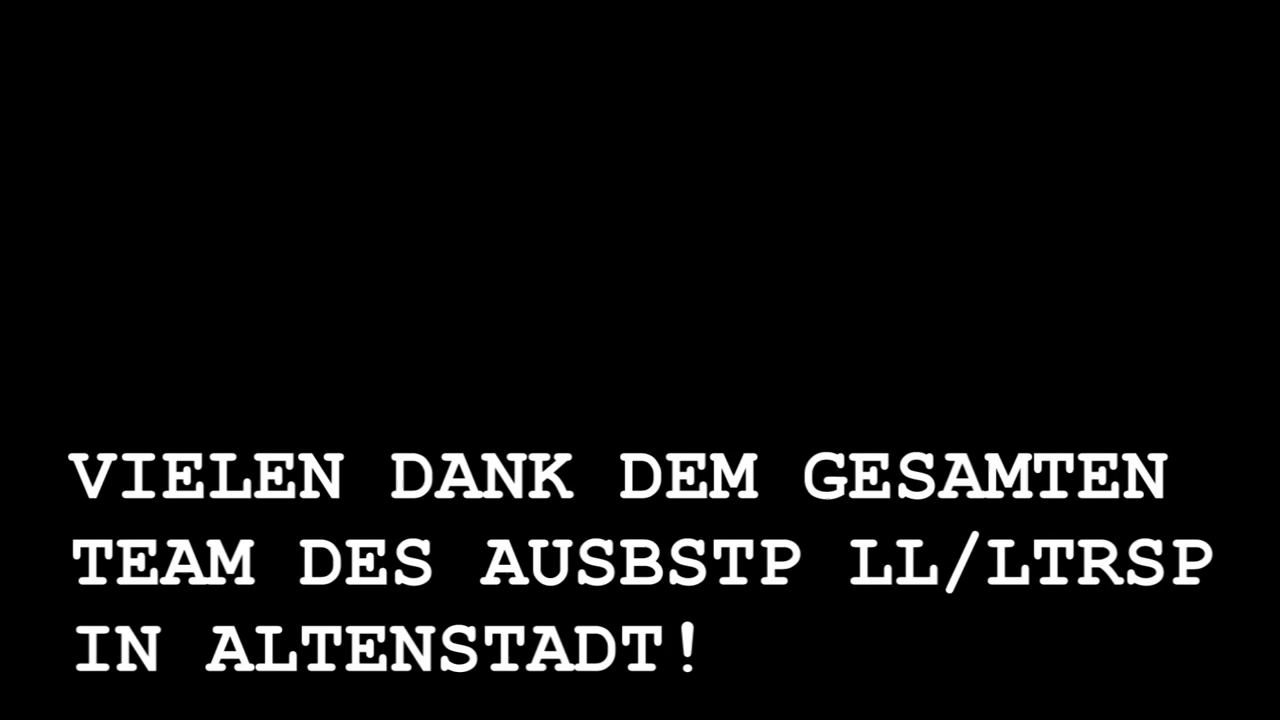 VIELEN DANK DEM GESAMTEN
TEAM DES AUSBSTP LL/LTRSP
IN ALTENSTADT!